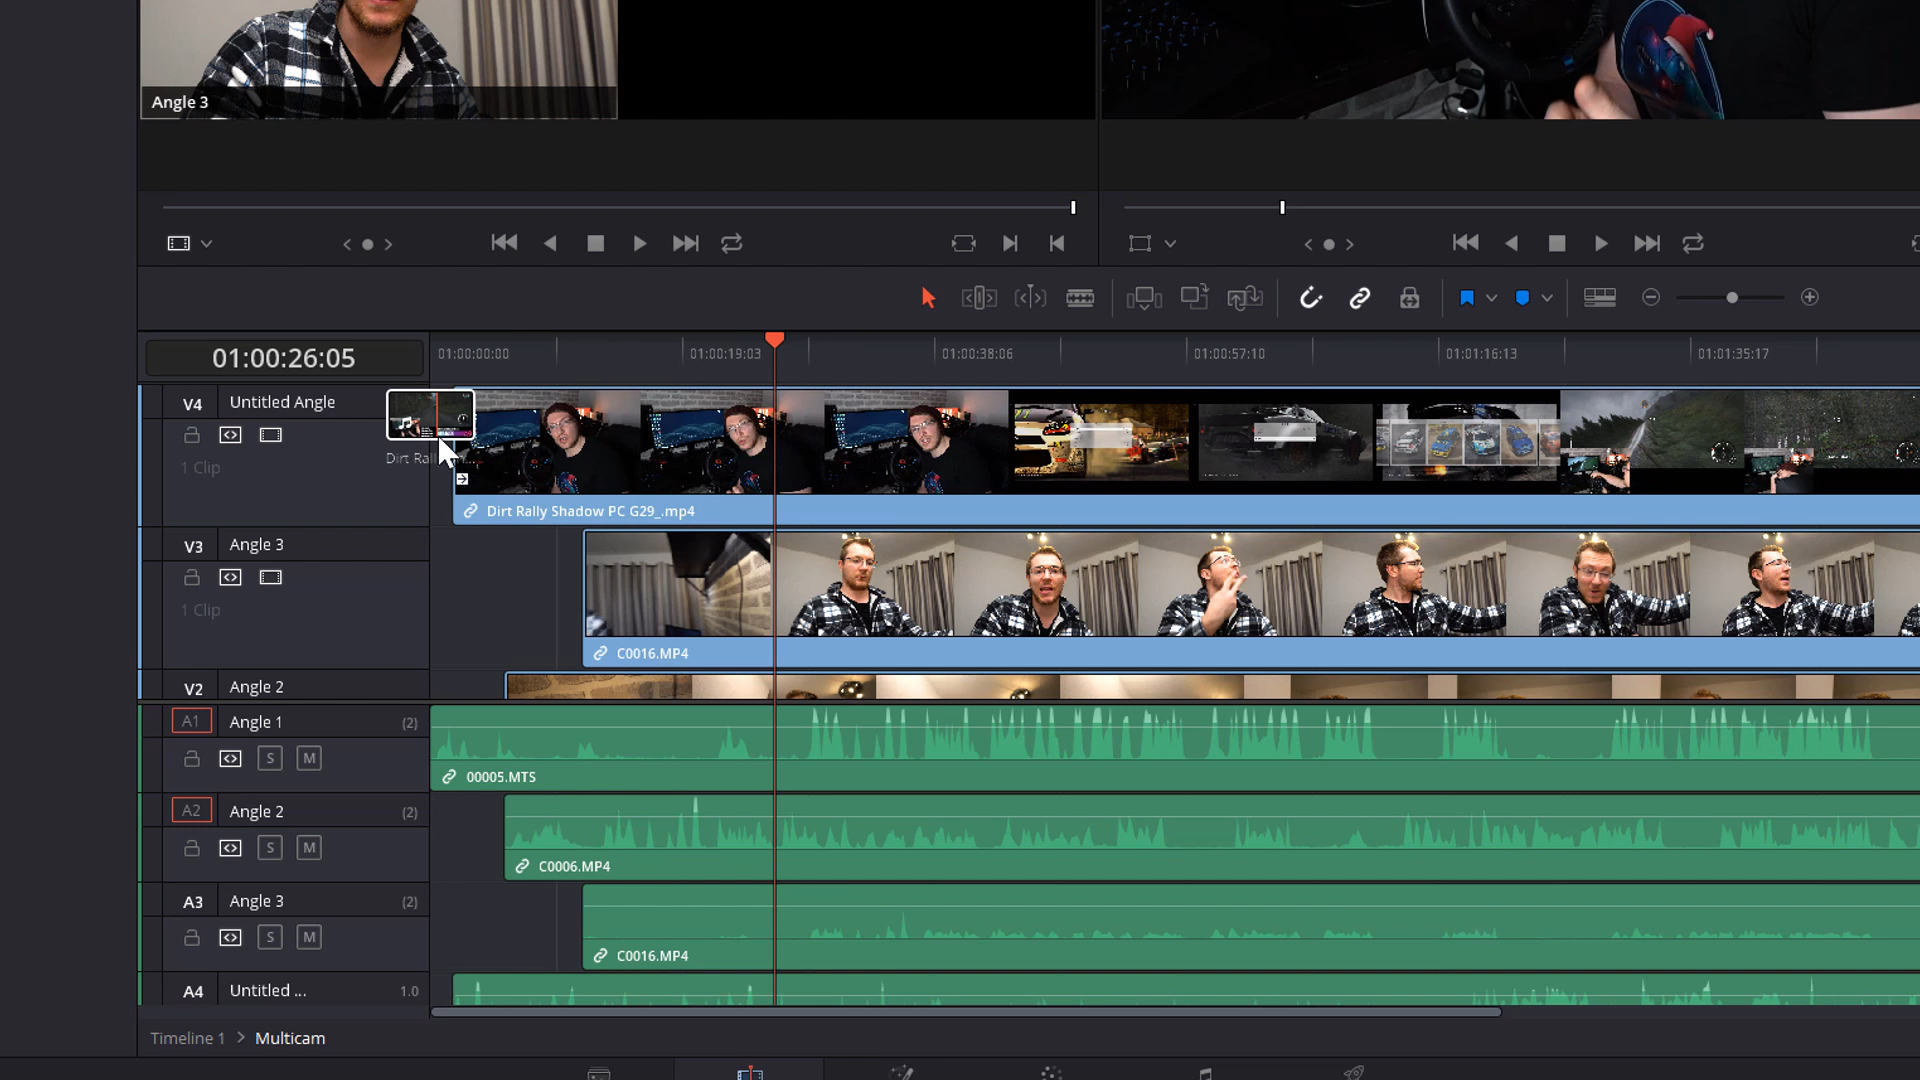 Angle 3
01:00:26:05
01:00:00:00
01:00:19:03
01:00:38:06
01:00:57:10
01:01:16:13
01:01:35:17
V4 Untitled Angle
1 Clip
Dirt Ral
Dirt Rally Shadow PC G29_.mp4
V3 Angle 3
1 Clip
C0016.MP4
V2 Angle 2
A1 Angle 1 (2)
S M
00005.MTS
A2 Angle 2 (2)
S M
C0006.MP4
A3 Angle 3 (2)
S M
C0016.MP4
A4 Untitled ... 1.0
Timeline 1 > Multicam